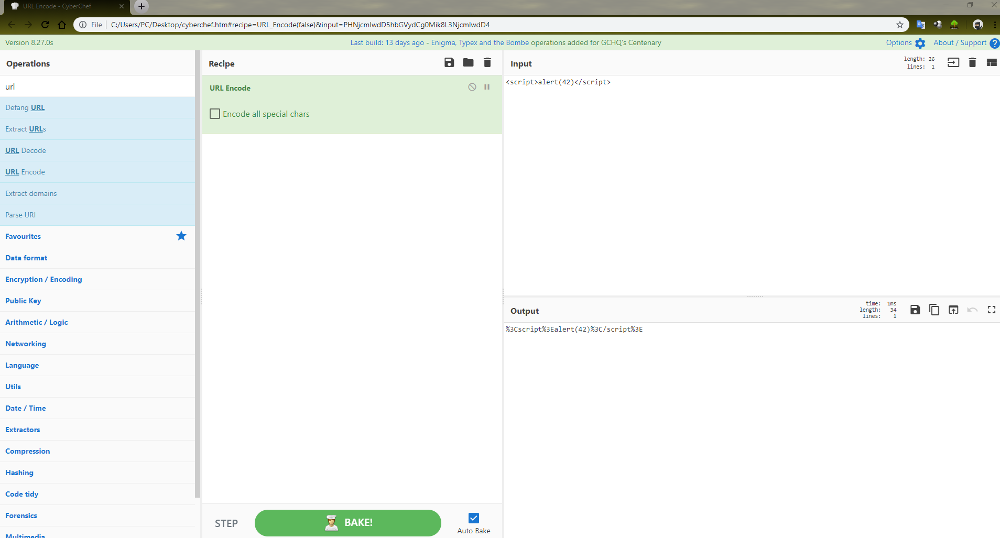 URL Encode - CyberChef
File C:/Users/PC/Desktop/cyberchef.htm#recipe=URL_Encode(false)&input=PHNjcmlwdD5hbGVydCg0Mik8L3NjcmlwdD4
Version 8.27.0s
Last build: 13 days ago - Enigma, Typex and the Bombe operations added for GCHQ's Centenary
Options
About / Support
Operations
url
Defang URL
Extract URLs
URL Decode
URL Encode
Extract domains
Parse URI
Favourites
Data format
Encryption / Encoding
Public Key
Arithmetic / Logic
Networking
Language
Utils
Date / Time
Extractors
Compression
Hashing
Code tidy
Forensics
Multimedia
Recipe
URL Encode
Encode all special chars
STEP
BAKE!
Auto Bake
Input
length: 26
lines: 1
<script>alert(42)</script>
Output
time: 1ms
length: 34
lines: 1
%3Cscript%3Ealert(42)%3C/script%3E